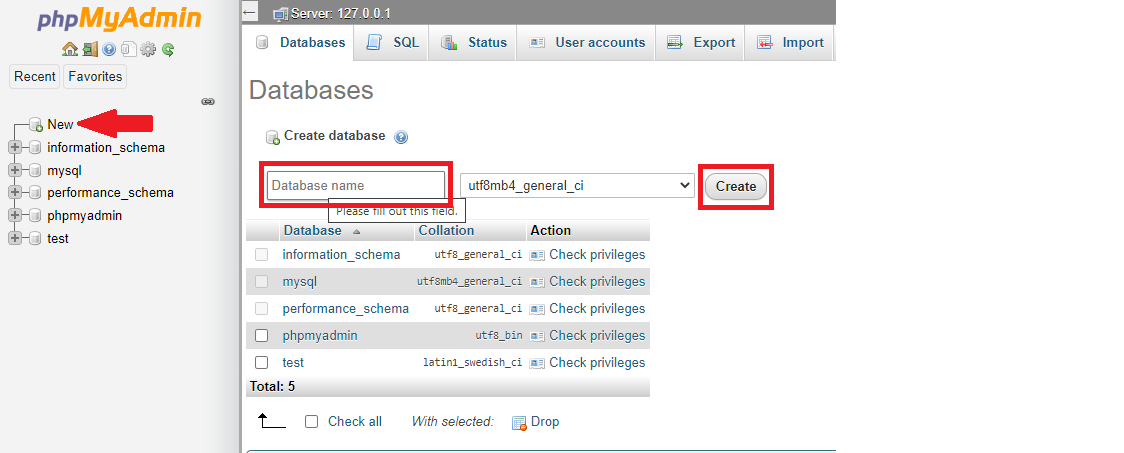 phpMyAdmin
Recent Favorites
New
information_schema
mysql
performance_schema
phpmyadmin
test
Server: 127.0.0.1
Databases SQL Status User accounts Export Import
Databases
Create database
Database name utf8mb4_general_ci Create
Please fill out this field.
Database Collation Action
information_schema utf8_general_ci Check privileges
mysql utf8mb4_general_ci Check privileges
performance_schema utf8_general_ci Check privileges
phpmyadmin utf8_bin Check privileges
test latin1_swedish_ci Check privileges
Total: 5
Check all With selected: Drop